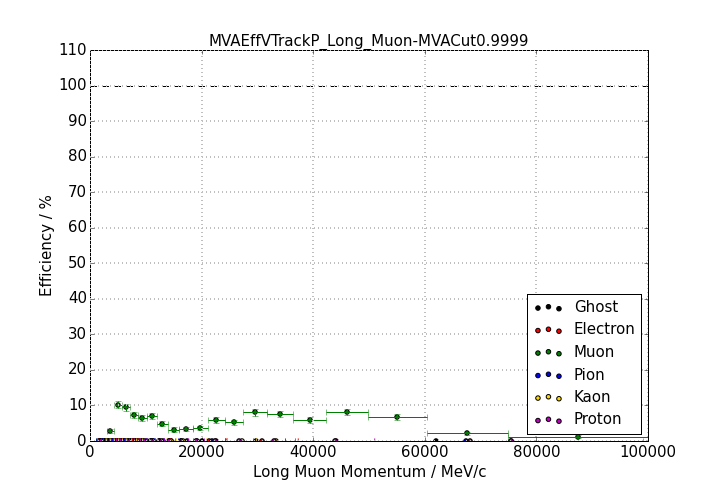 MVAEffVTrackP_Long_Muon-MVACut0.9999
110
100
90
80
70
60
50
40
30
20
10
0
Efficiency / %
Ghost
Electron
Muon
Pion
Kaon
Proton
0 20000 40000 60000 80000 100000
Long Muon Momentum / MeV/c